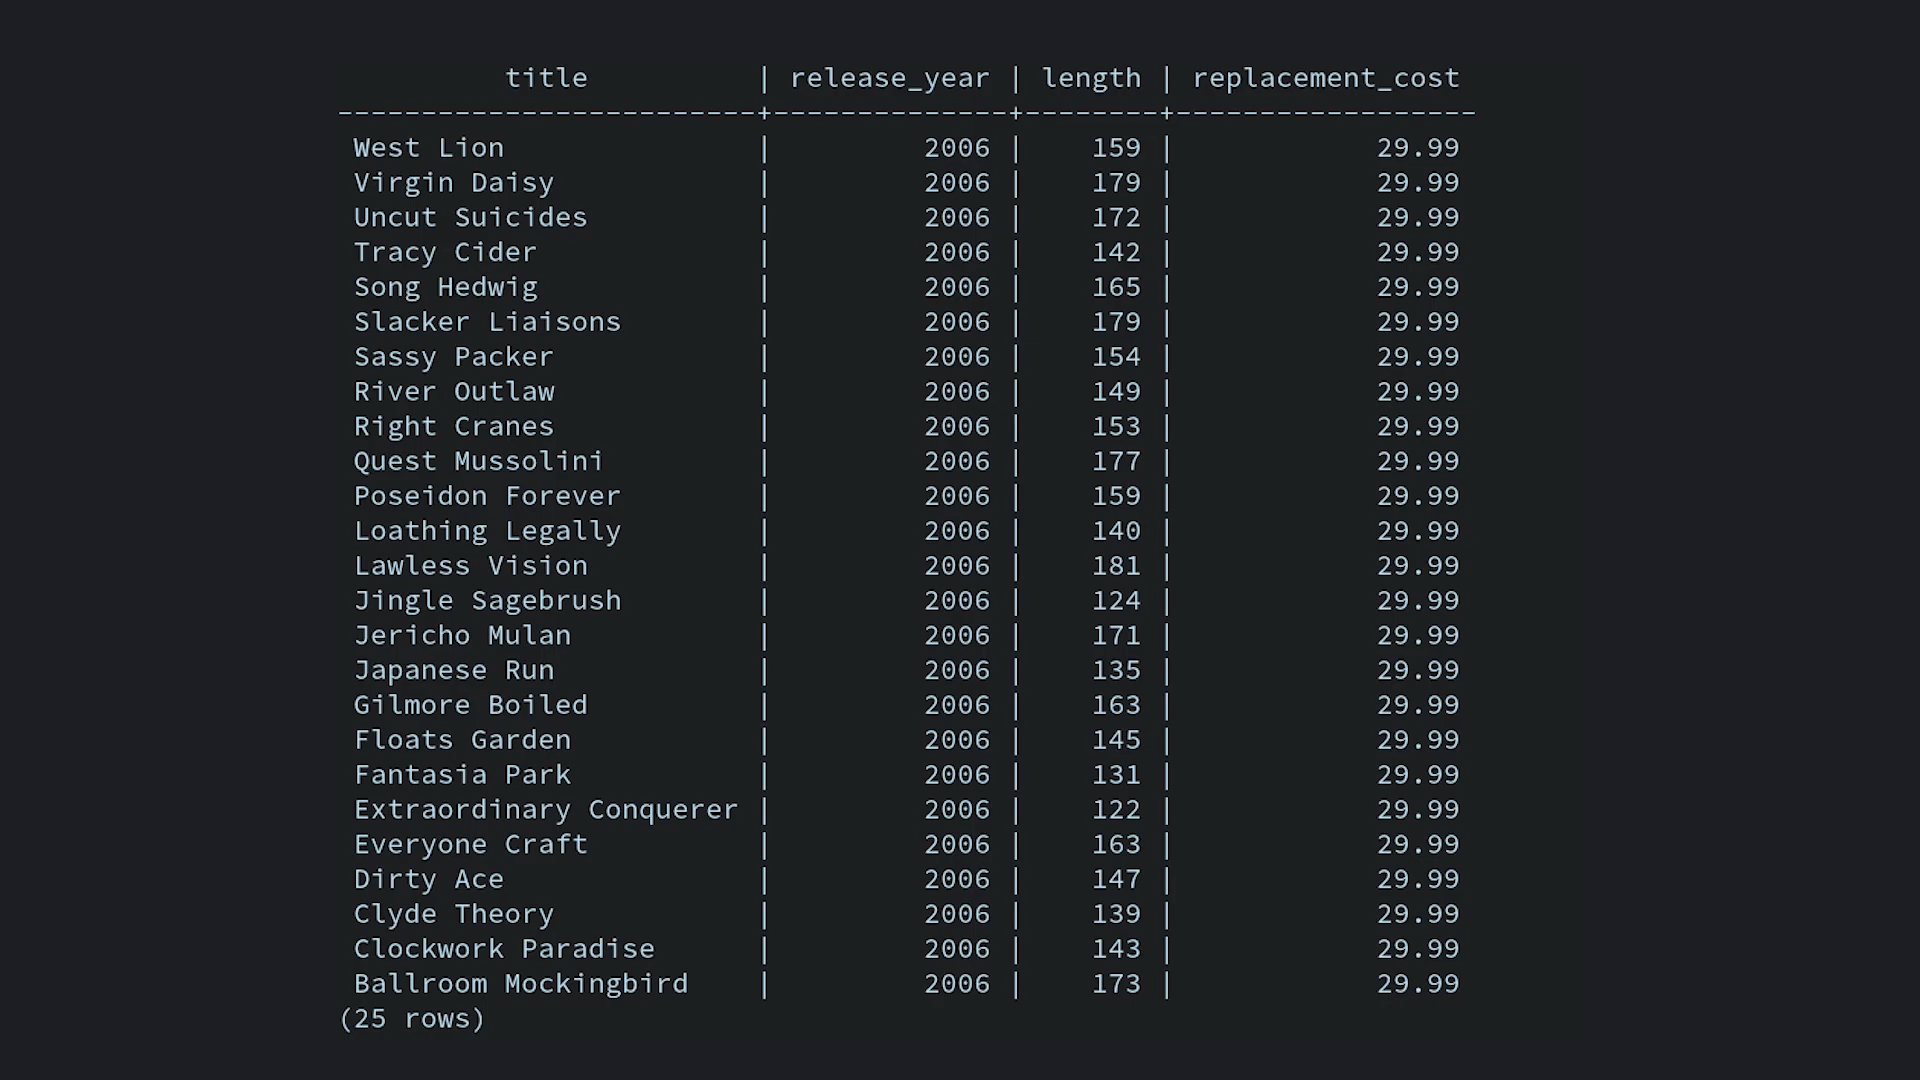 title | release_year | length | replacement_cost
-------------------------+--------------+--------+------------------
West Lion | 2006 | 159 | 29.99
Virgin Daisy | 2006 | 179 | 29.99
Uncut Suicides | 2006 | 172 | 29.99
Tracy Cider | 2006 | 142 | 29.99
Song Hedwig | 2006 | 165 | 29.99
Slacker Liaisons | 2006 | 179 | 29.99
Sassy Packer | 2006 | 154 | 29.99
River Outlaw | 2006 | 149 | 29.99
Right Cranes | 2006 | 153 | 29.99
Quest Mussolini | 2006 | 177 | 29.99
Poseidon Forever | 2006 | 159 | 29.99
Loathing Legally | 2006 | 140 | 29.99
Lawless Vision | 2006 | 181 | 29.99
Jingle Sagebrush | 2006 | 124 | 29.99
Jericho Mulan | 2006 | 171 | 29.99
Japanese Run | 2006 | 135 | 29.99
Gilmore Boiled | 2006 | 163 | 29.99
Floats Garden | 2006 | 145 | 29.99
Fantasia Park | 2006 | 131 | 29.99
Extraordinary Conquerer | 2006 | 122 | 29.99
Everyone Craft | 2006 | 163 | 29.99
Dirty Ace | 2006 | 147 | 29.99
Clyde Theory | 2006 | 139 | 29.99
Clockwork Paradise | 2006 | 143 | 29.99
Ballroom Mockingbird | 2006 | 173 | 29.99
(25 rows)